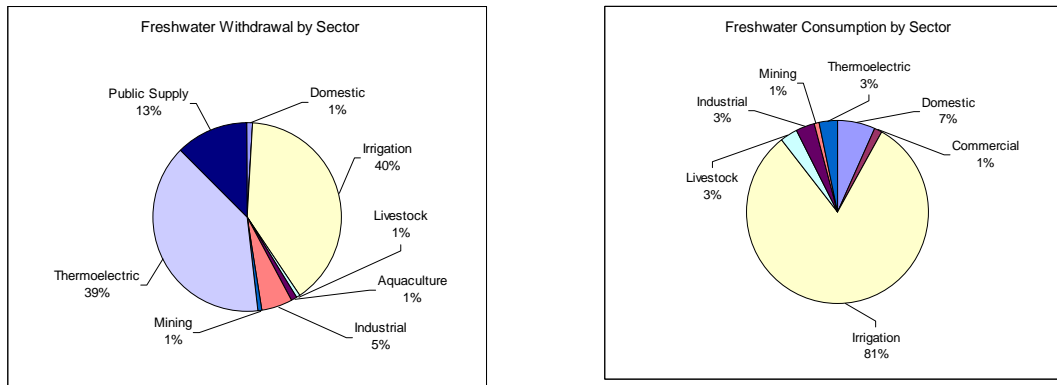 Freshwater Withdrawal by Sector
Public Supply
13%
Domestic
1%
Irrigation
40%
Livestock
1%
Aquaculture
1%
Industrial
5%
Mining
1%
Thermoelectric
39%
Freshwater Consumption by Sector
Thermoelectric
3%
Mining
1%
Industrial
3%
Livestock
3%
Domestic
7%
Commercial
1%
Irrigation
81%